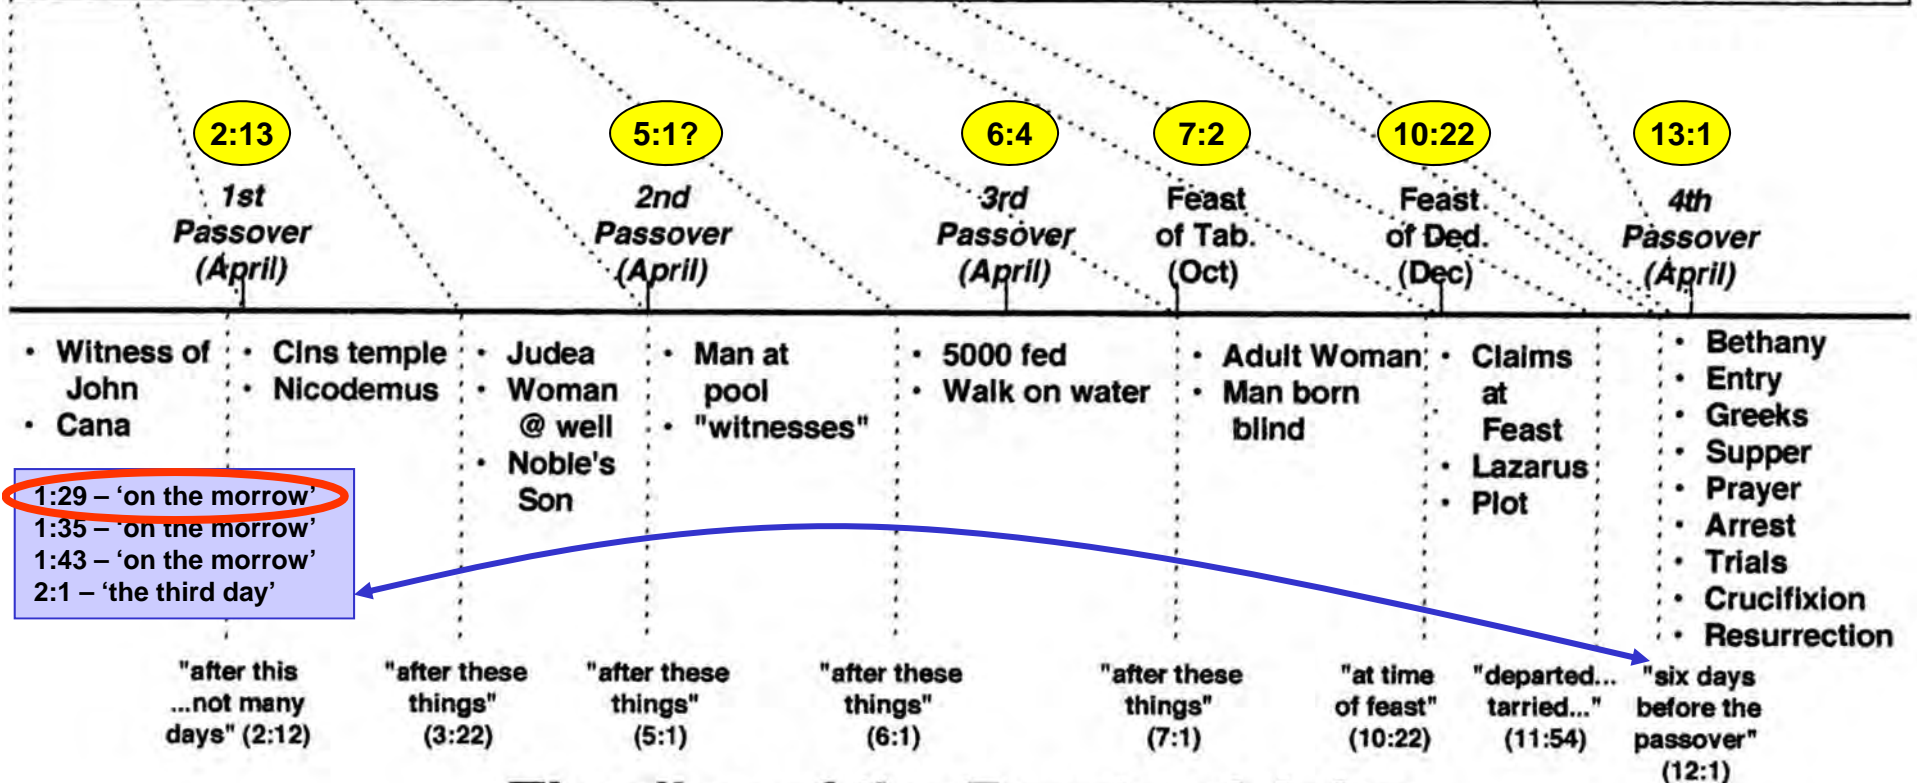 2:13
1st
Passover
(April)
5:1?
2nd
Passover
(April)
6:4
3rd
Passover
(April)
7:2
Feast
of Tab.
(Oct)
10:22
Feast
of Ded.
(Dec)
13:1
4th
Passover
(April)
• Witness of
John
• Cana
• Clns temple
• Nicodemus
• Judea
• Woman
@ well
• Noble's
Son
• Man at
pool
• "witnesses"
• 5000 fed
• Walk on water
• Adult Woman
• Man born
blind
• Claims
at
Feast
• Lazarus
• Plot
• Bethany
• Entry
• Greeks
• Supper
• Prayer
• Arrest
• Trials
• Crucifixion
• Resurrection
1:29 – ‘on the morrow’
1:35 – ‘on the morrow’
1:43 – ‘on the morrow’
2:1 – ‘the third day’
"after this
...not many
days" (2:12)
"after these
things"
(3:22)
"after these
things"
(5:1)
"after these
things"
(6:1)
"after these
things"
(7:1)
"at time
of feast"
(10:22)
"departed...
tarried..."
(11:54)
"six days
before the
passover"
(12:1)